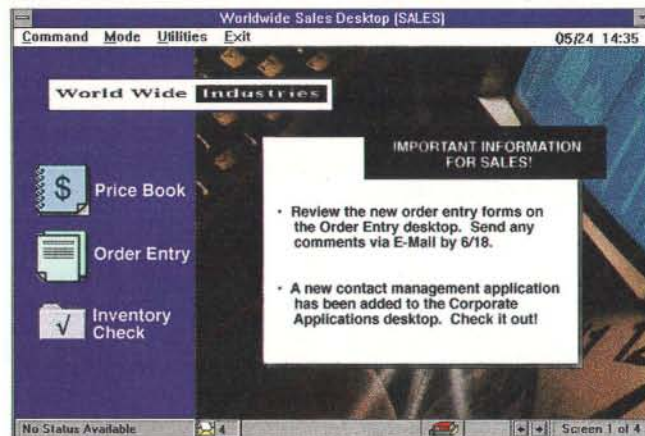 Worldwide Sales Desktop (SALES)
Command Mode Utilities Exit 05/24 14:35
World Wide Industries
IMPORTANT INFORMATION
FOR SALES!
$ Price Book
Order Entry
√ Inventory
Check
· Review the new order entry forms on
the Order Entry desktop. Send any
comments via E-Mail by 6/18.
· A new contact management application
has been added to the Corporate
Applications desktop. Check it out!
No Status Available 4 Screen 1 of 4